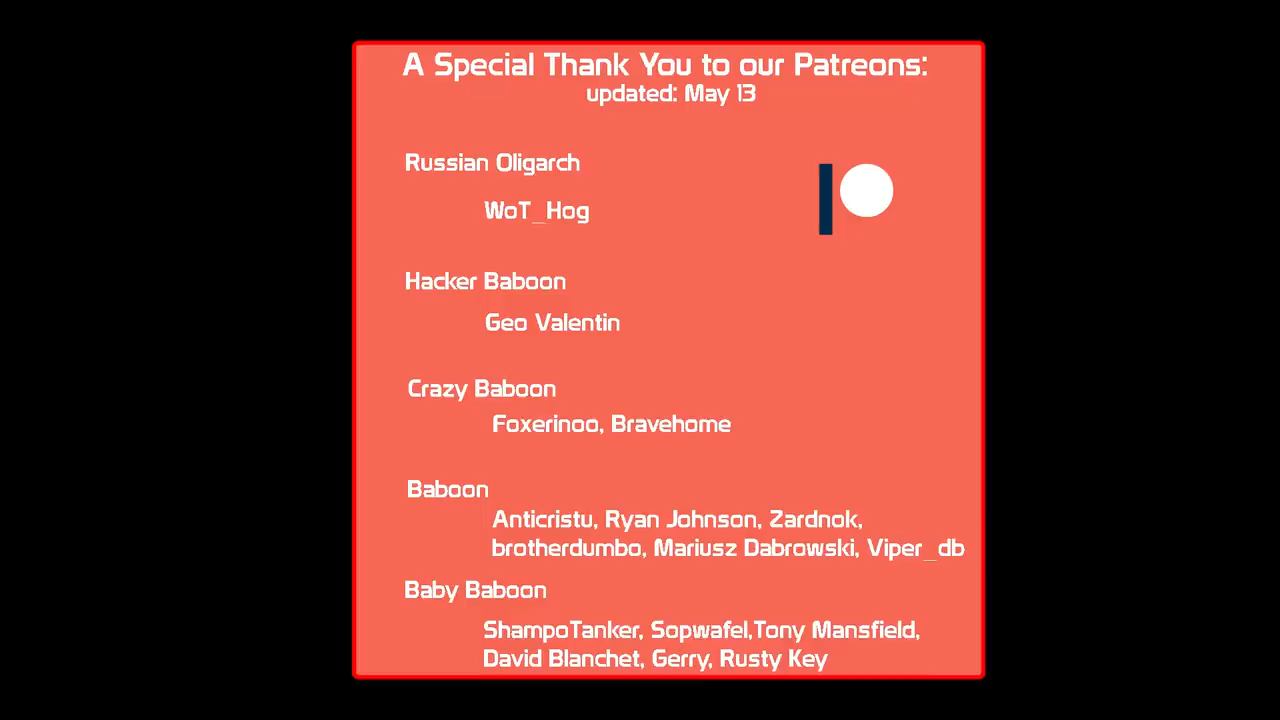 A Special Thank You to our Patreons:
updated: May 13
Russian Oligarch
WoT_Hog
Hacker Baboon
Geo Valentin
Crazy Baboon
Foxerinoo, Bravehome
Baboon
Anticristu, Ryan Johnson, Zardnok,
brotherdumbo, Mariusz Dabrowski, Viper_db
Baby Baboon
ShampoTanker, Sopwafel,Tony Mansfield,
David Blanchet, Gerry, Rusty Key